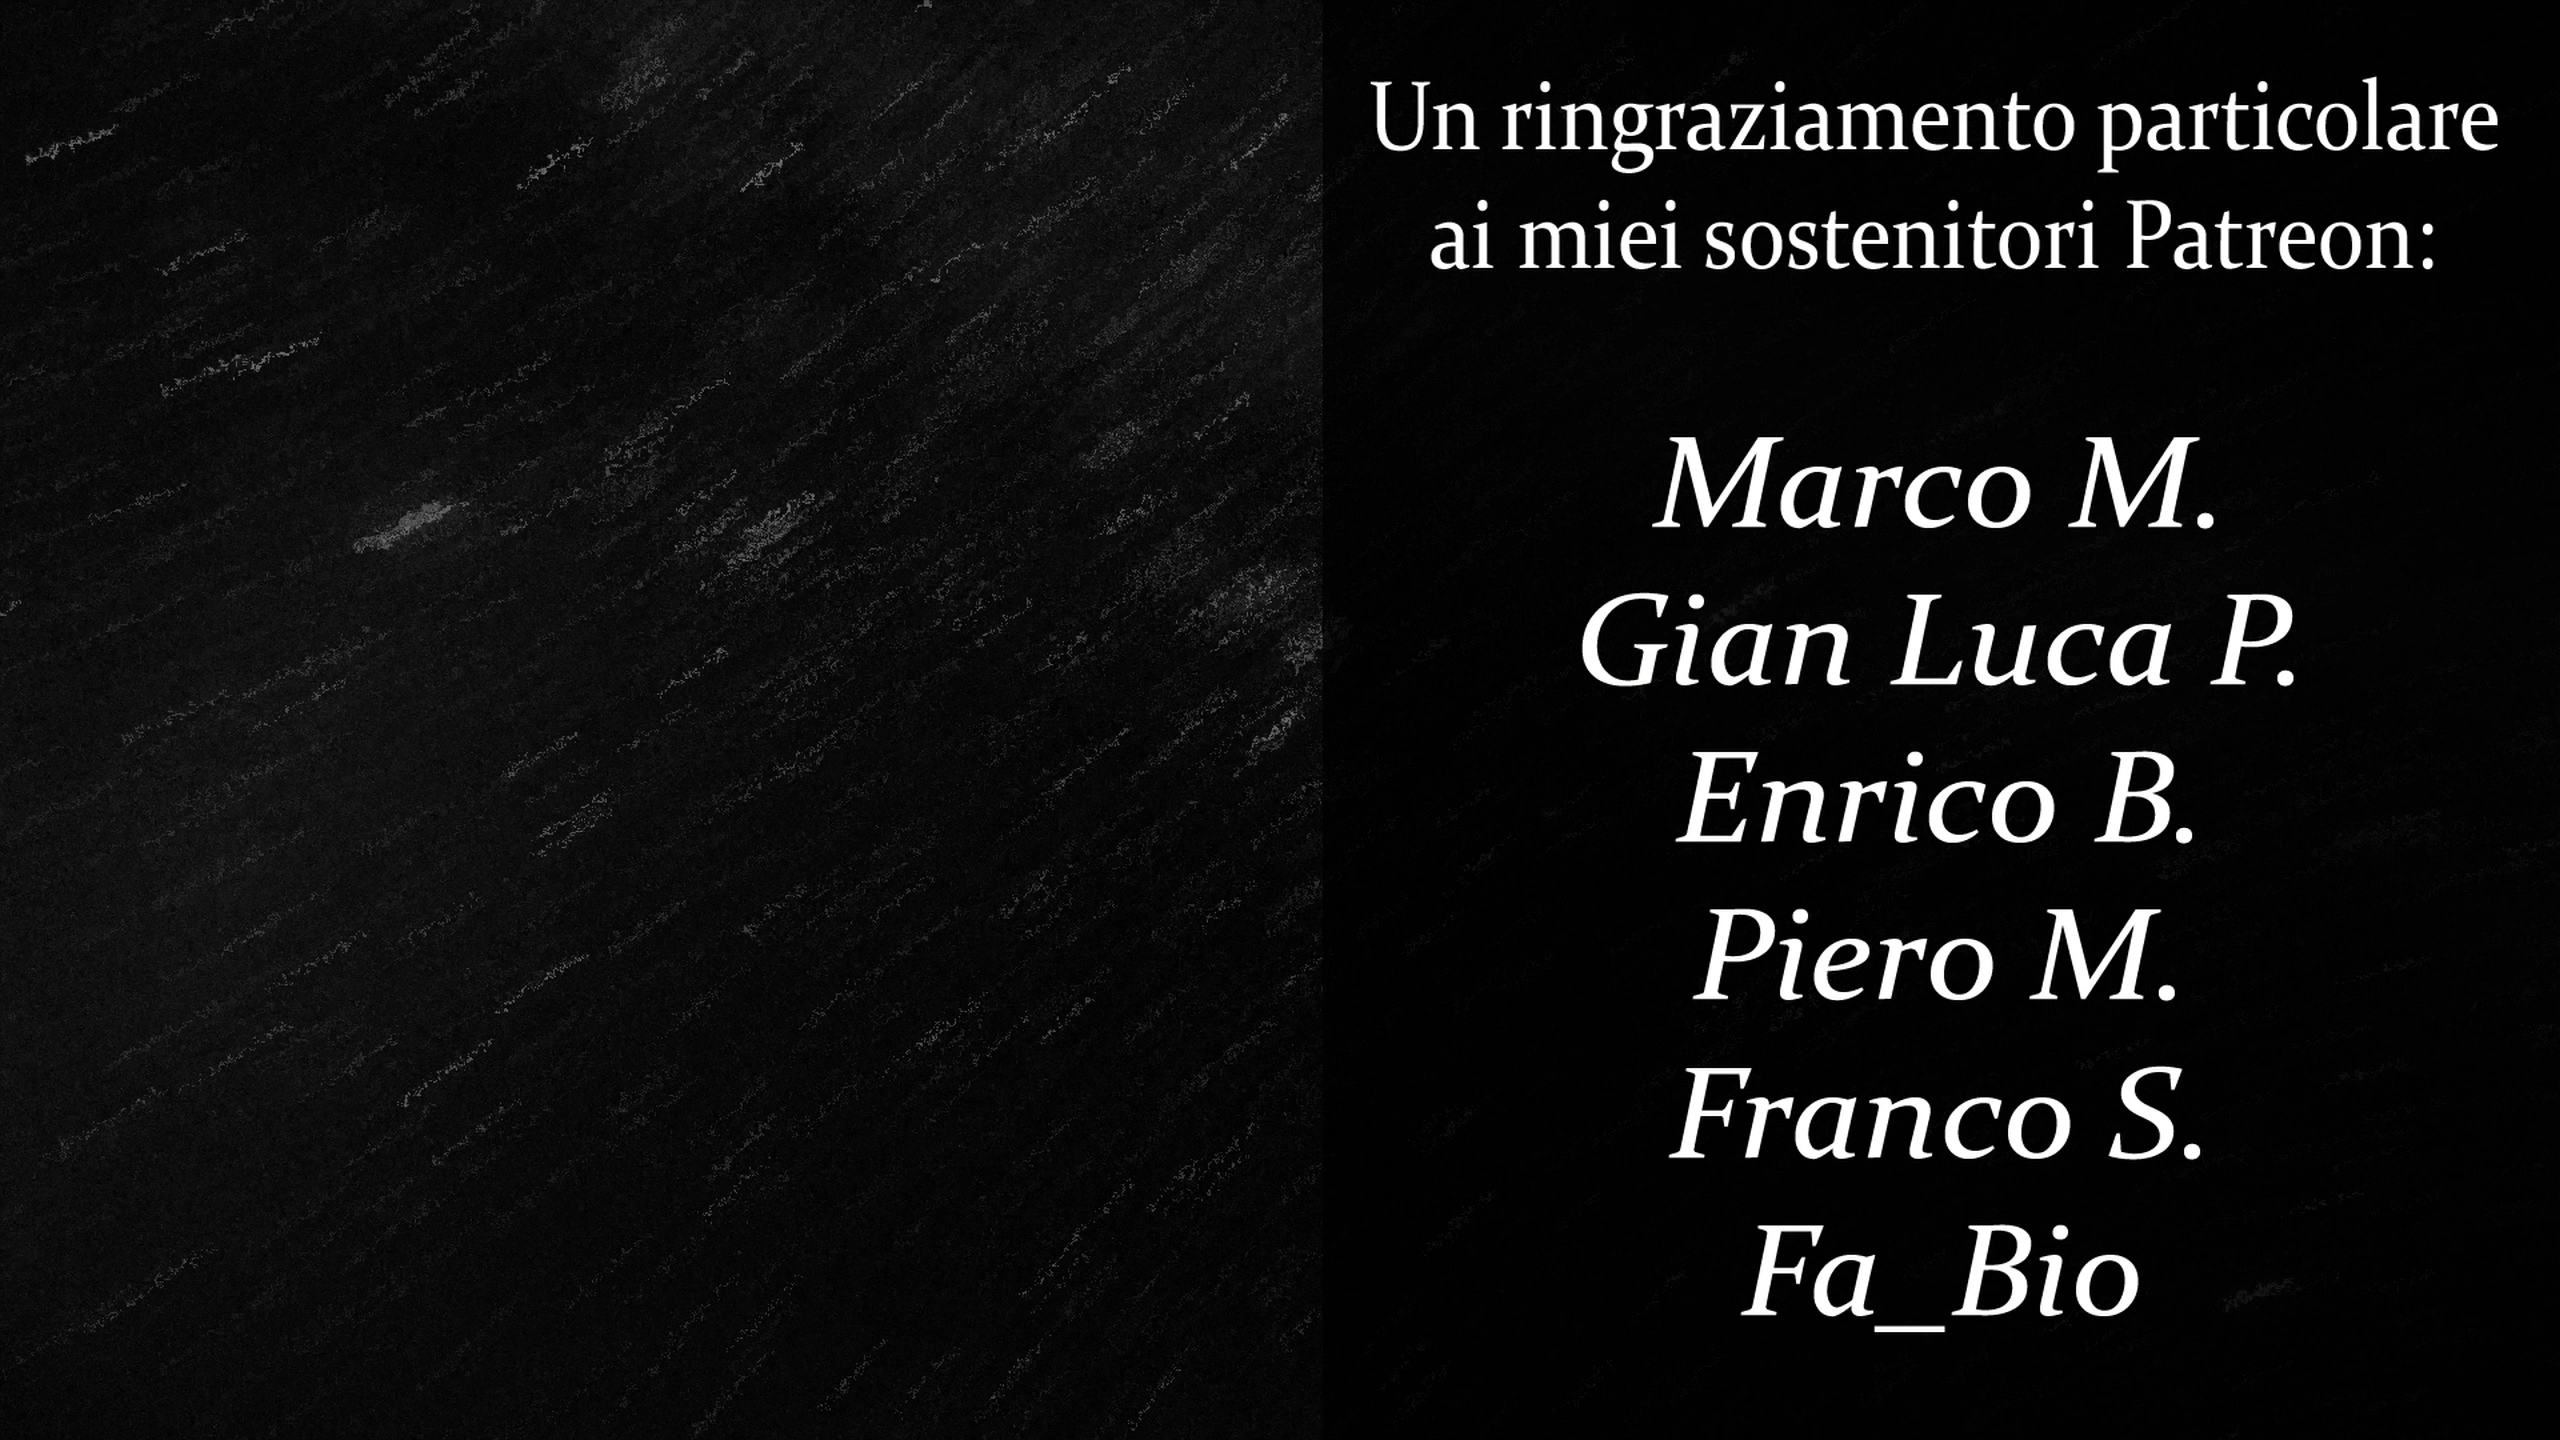 Un ringraziamento particolare
ai miei sostenitori Patreon:
Marco M.
Gian Luca P.
Enrico B.
Piero M.
Franco S.
Fa_Bio